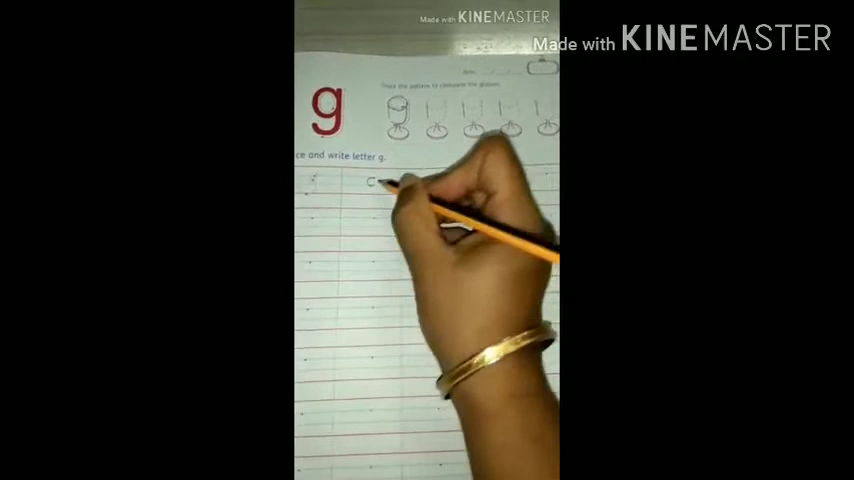 Made with KINEMASTER
Made with KINEMASTER
Trace the pattern to complete the glasses.
g
ce and write letter g.